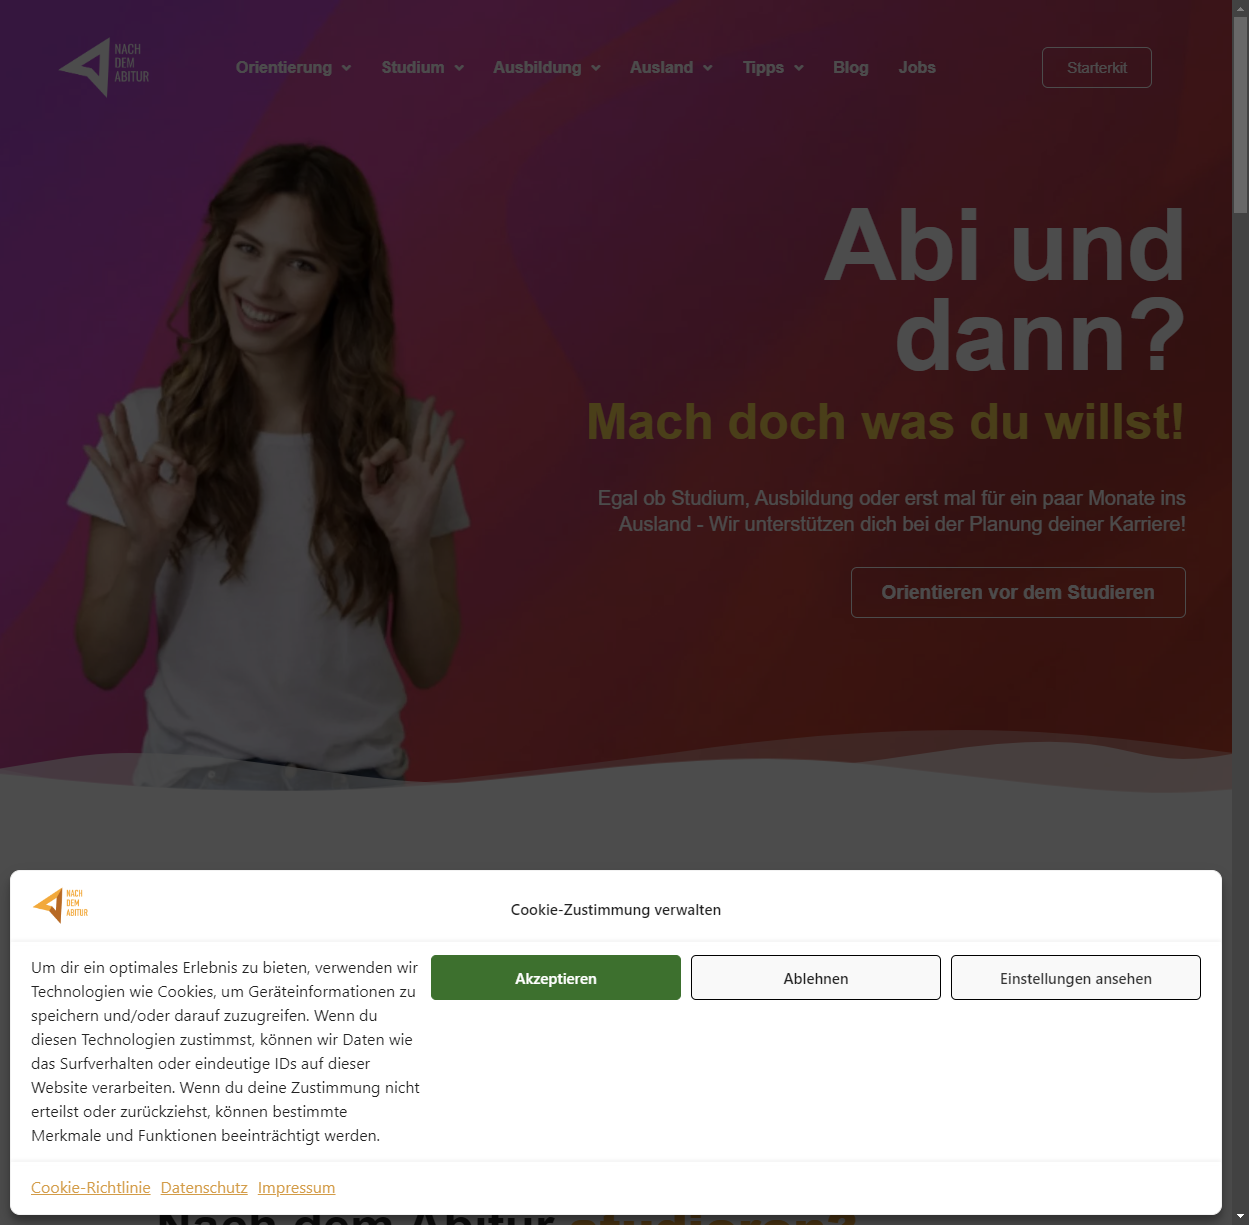 NACH
DEM
ABITUR
Orientierung
Studium
Ausbildung
Ausland
Tipps
Blog
Jobs
Starterkit
Abi und
dann?
Mach doch was du willst!
Egal ob Studium, Ausbildung oder erst mal für ein paar Monate ins
Ausland - Wir unterstützen dich bei der Planung deiner Karriere!
Orientieren vor dem Studieren
NACH
DEM
ABITUR
Cookie-Zustimmung verwalten
Um dir ein optimales Erlebnis zu bieten, verwenden wir
Technologien wie Cookies, um Geräteinformationen zu
speichern und/oder darauf zuzugreifen. Wenn du
diesen Technologien zustimmst, können wir Daten wie
das Surfverhalten oder eindeutige IDs auf dieser
Website verarbeiten. Wenn du deine Zustimmung nicht
erteilst oder zurückziehst, können bestimmte
Merkmale und Funktionen beeinträchtigt werden.
Akzeptieren
Ablehnen
Einstellungen ansehen
Cookie-Richtlinie Datenschutz Impressum
Nach dem Abitur studieren?